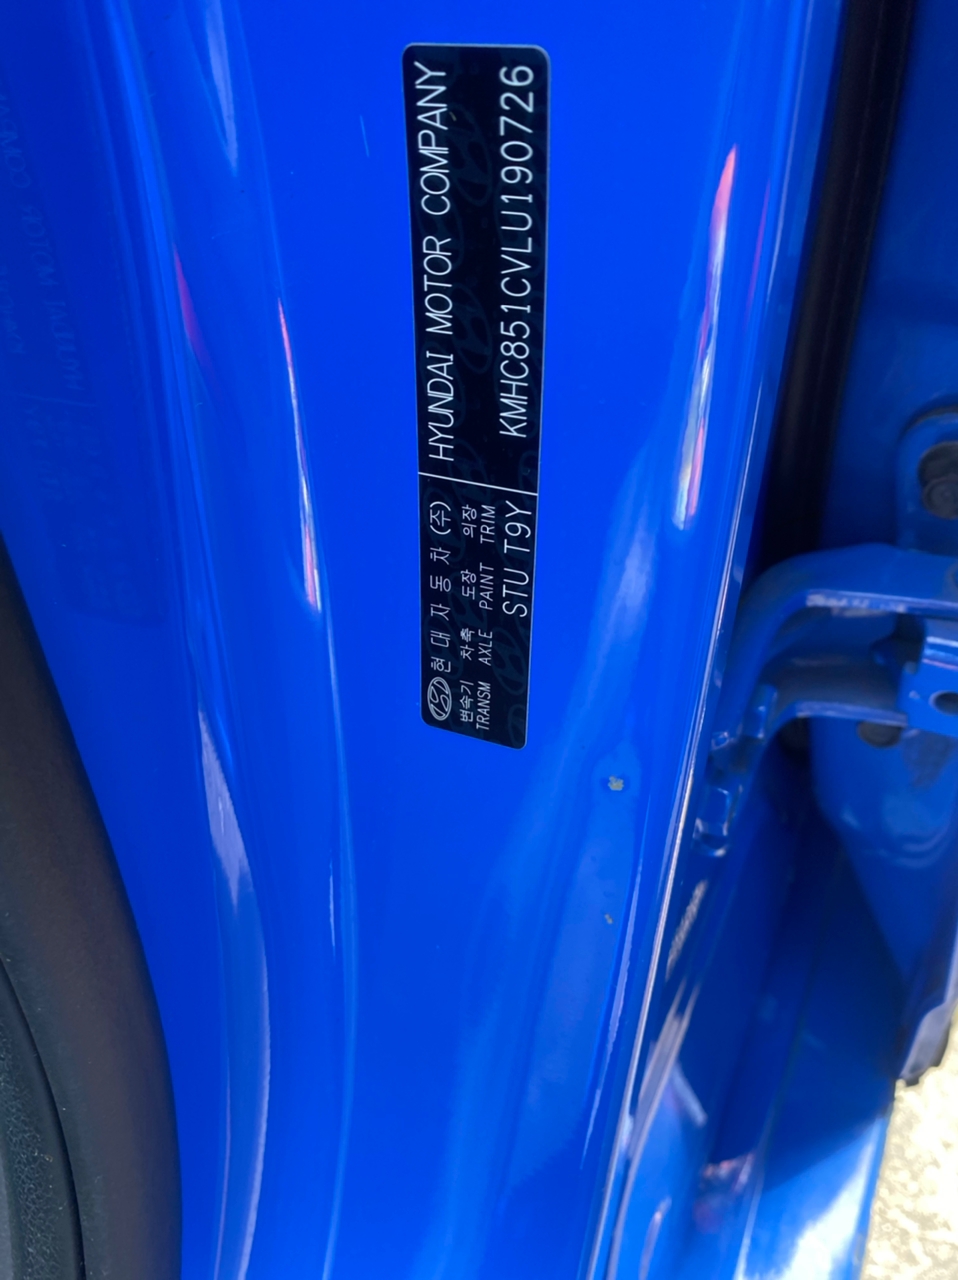 현대자동차(주) HYUNDAI MOTOR COMPANY
변속기 차축 도장 의장
TRANSM AXLE PAINT TRIM
KMHC851CVLU190726
STU T9Y